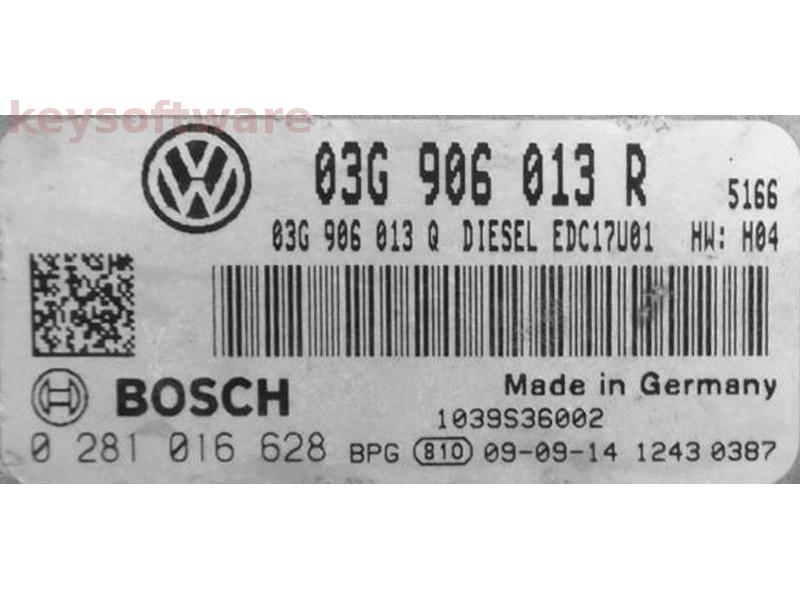 keysoftware
03G 906 013 R 5166
03G 906 013 Q DIESEL EDC17U01 HW: H04
BOSCH Made in Germany
1039S36002
0 281 016 628 BPG 810 09-09-14 1243 0387